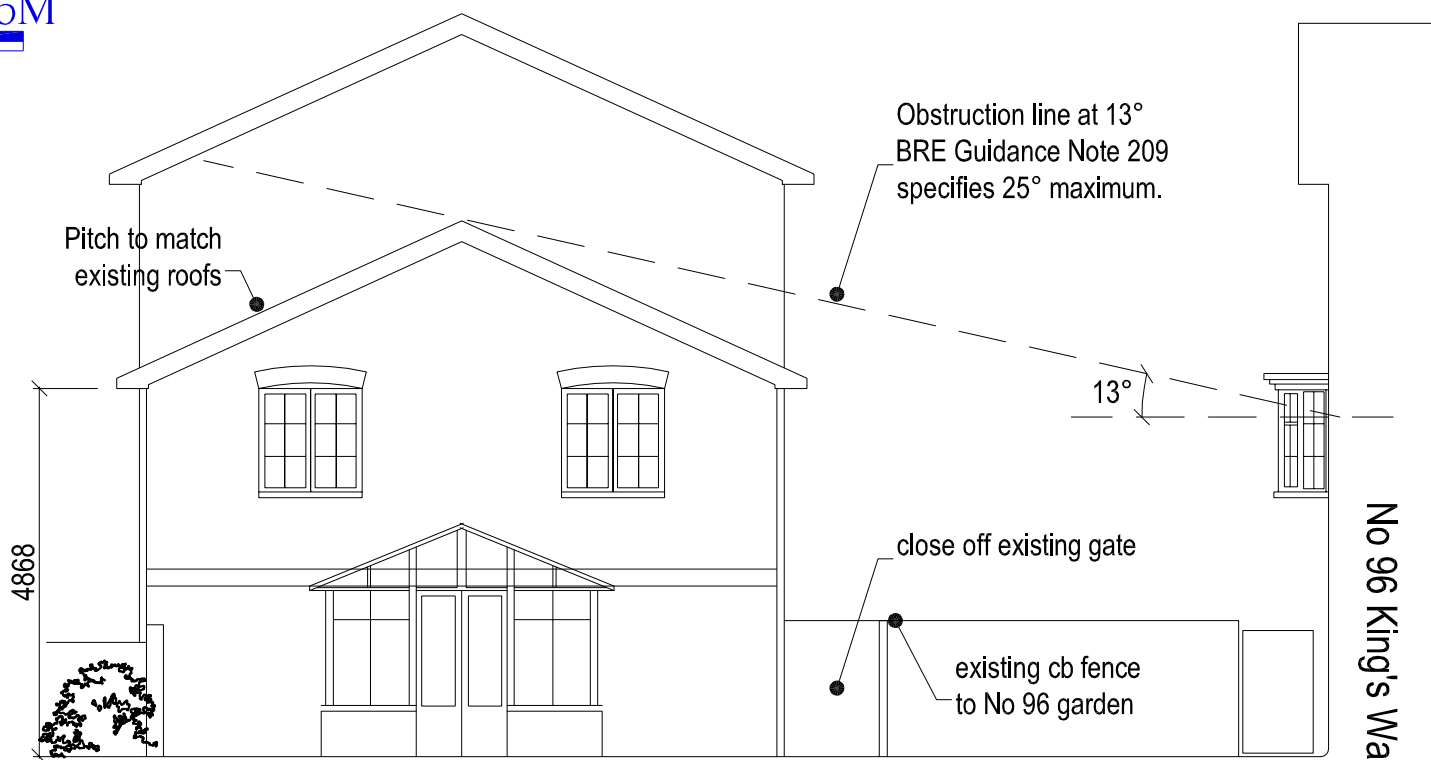 Obstruction line at 13°
BRE Guidance Note 209
specifies 25° maximum.
Pitch to match
existing roofs
13°
4868
close off existing gate
existing cb fence
to No 96 garden
No 96 King's Wa